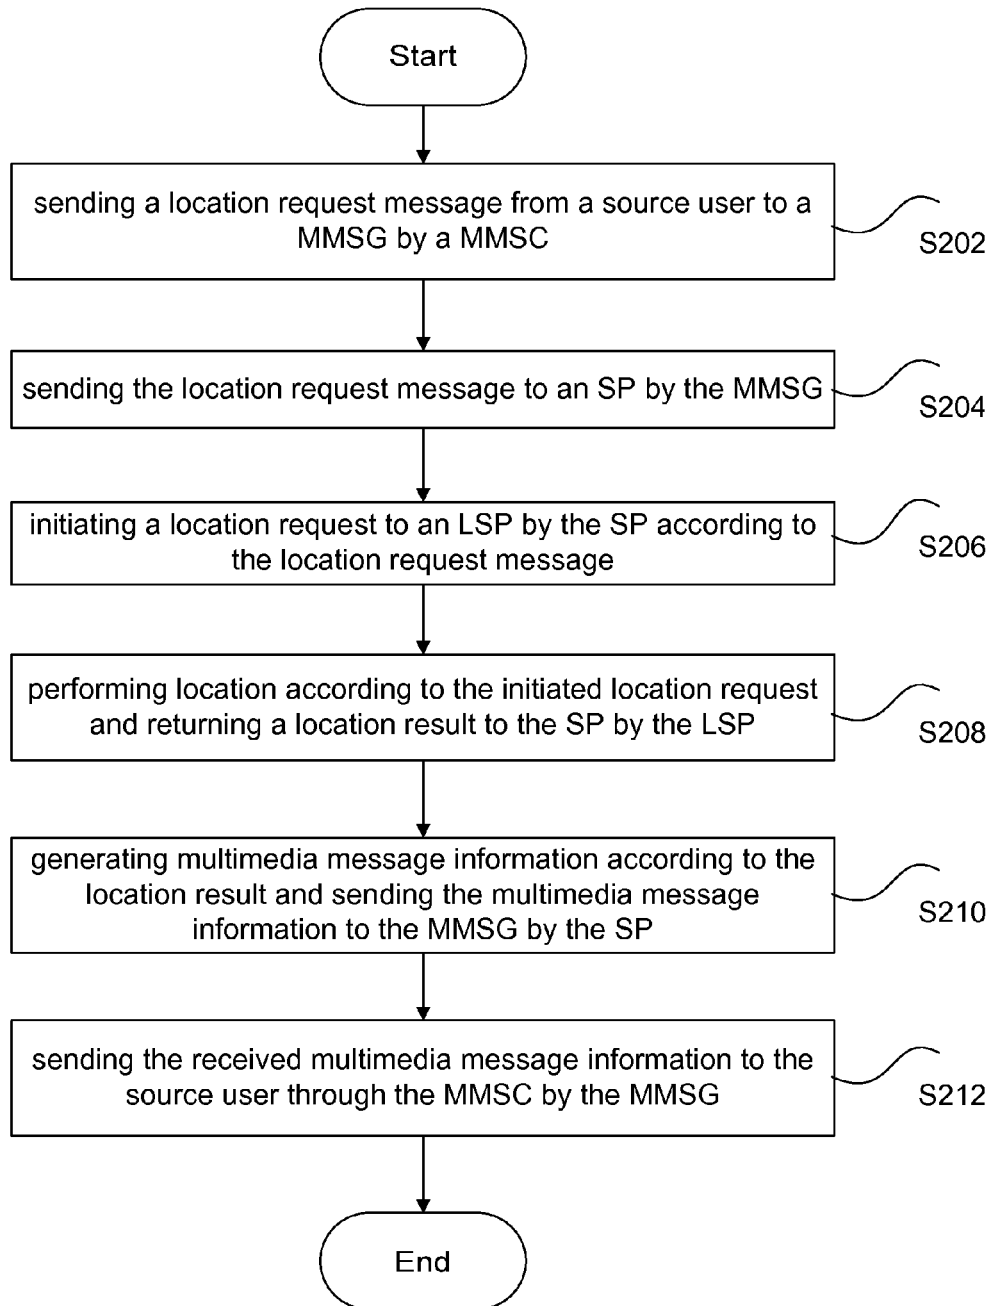 Start
sending a location request message from a source user to a
MMSG by a MMSC
S202
sending the location request message to an SP by the MMSG
S204
initiating a location request to an LSP by the SP according to
the location request message
S206
performing location according to the initiated location request
and returning a location result to the SP by the LSP
S208
generating multimedia message information according to the
location result and sending the multimedia message
information to the MMSG by the SP
S210
sending the received multimedia message information to the
source user through the MMSC by the MMSG
S212
End